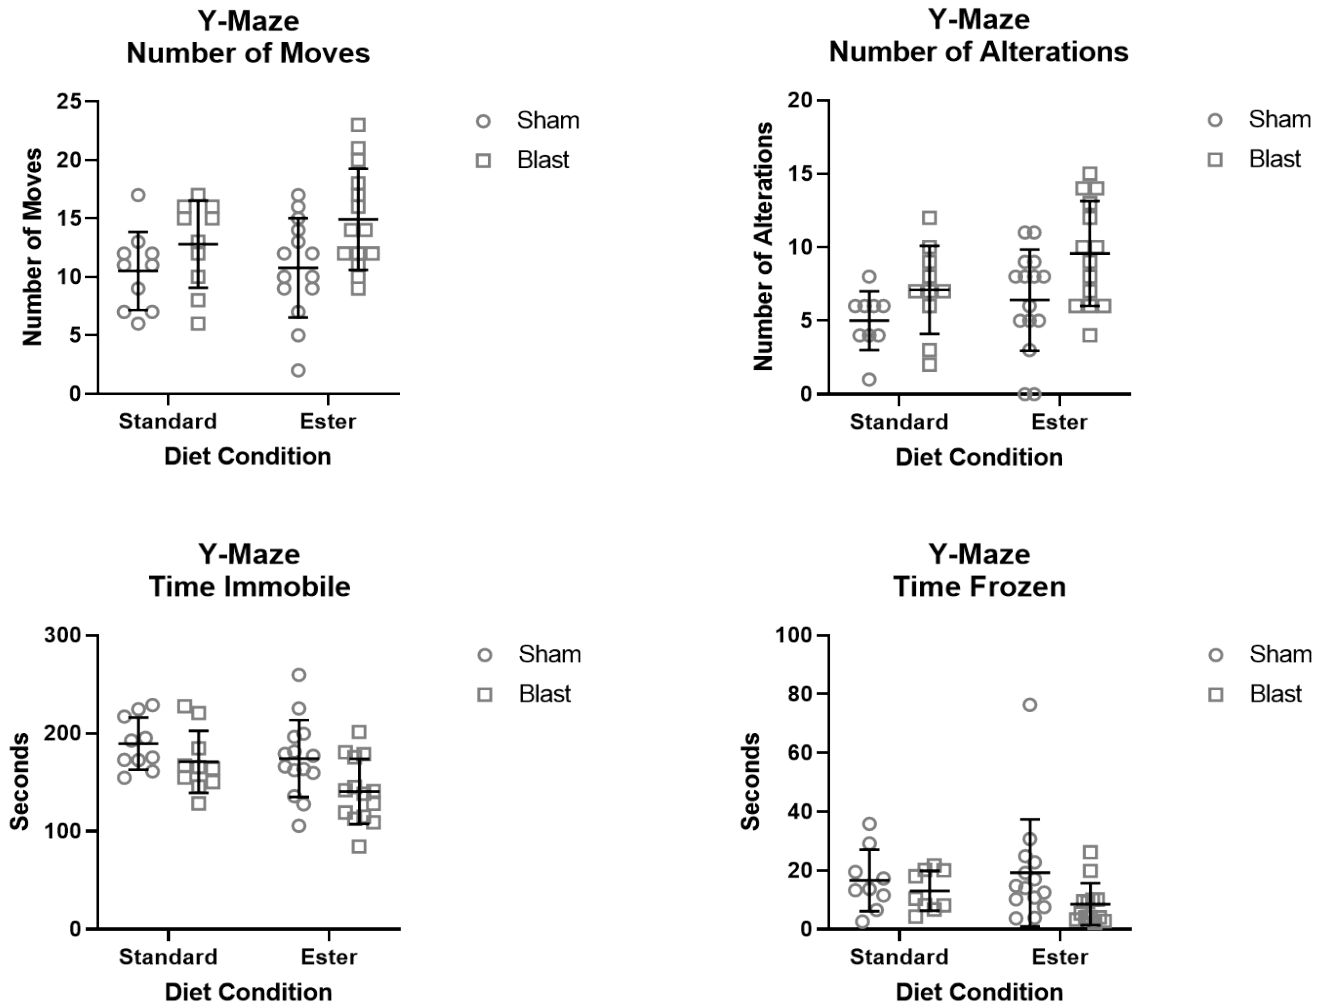 Y-Maze
Number of Moves
25
20
15
10
5
0
Number of Moves
Standard
Ester
Diet Condition
Sham
Blast
Y-Maze
Number of Alterations
20
15
10
5
0
Number of Alterations
Standard
Ester
Diet Condition
Sham
Blast
Y-Maze
Time Immobile
300
200
100
0
Seconds
Standard
Ester
Diet Condition
Sham
Blast
Y-Maze
Time Frozen
100
80
60
40
20
0
Seconds
Standard
Ester
Diet Condition
Sham
Blast